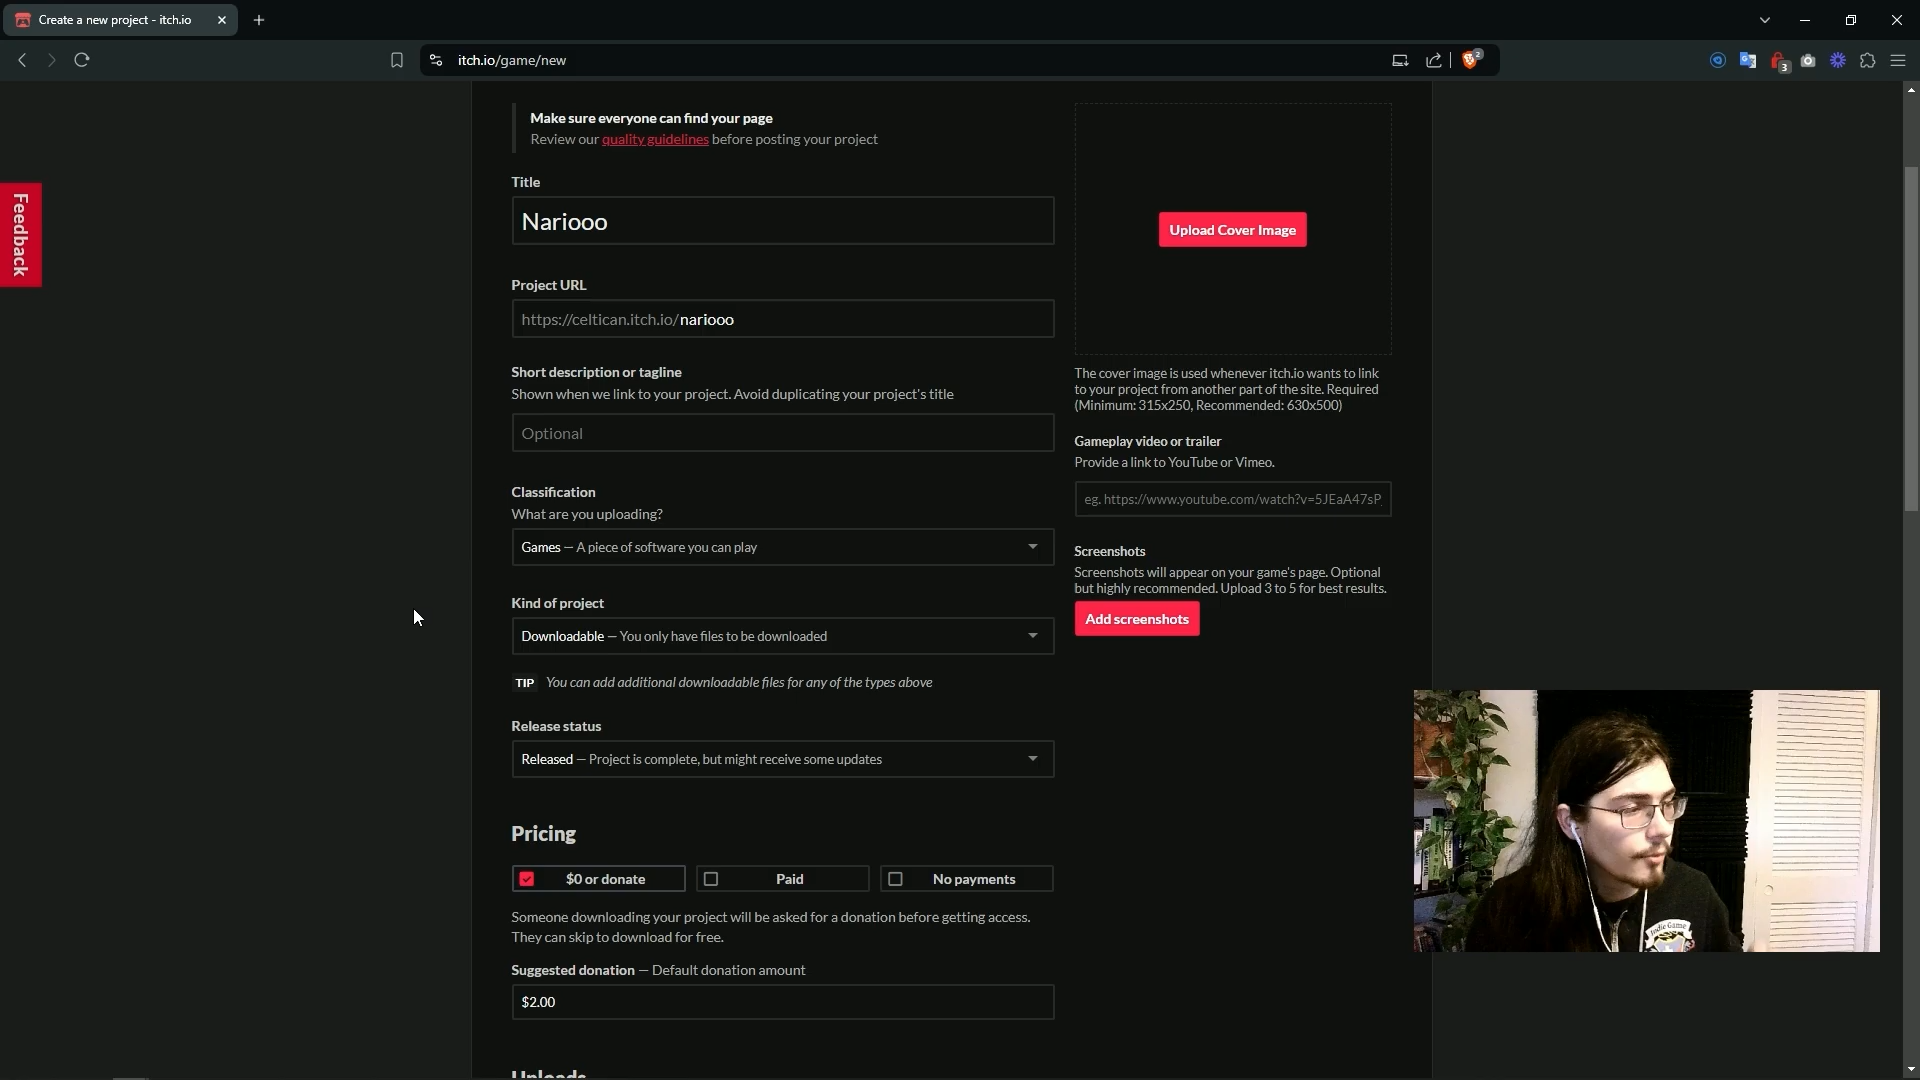 Create a new project - itch.io
itch.io/game/new
2
3
Feedback
Make sure everyone can find your page
Review our quality guidelines before posting your project
Title
Nariooo
Project URL
https://celtican.itch.io/nariooo
Short description or tagline
Shown when we link to your project. Avoid duplicating your project's title
Optional
Classification
What are you uploading?
Games — A piece of software you can play
Kind of project
Downloadable — You only have files to be downloaded
TIP You can add additional downloadable files for any of the types above
Release status
Released — Project is complete, but might receive some updates
Pricing
$0 or donate
Paid
No payments
Someone downloading your project will be asked for a donation before getting access.
They can skip to download for free.
Suggested donation — Default donation amount
$2.00
Uploads
Upload Cover Image
The cover image is used whenever itch.io wants to link
to your project from another part of the site. Required
(Minimum: 315x250, Recommended: 630x500)
Gameplay video or trailer
Provide a link to YouTube or Vimeo.
eg. https://www.youtube.com/watch?v=5JEaA47sP
Screenshots
Screenshots will appear on your game's page. Optional
but highly recommended. Upload 3 to 5 for best results.
Add screenshots
Indie Game